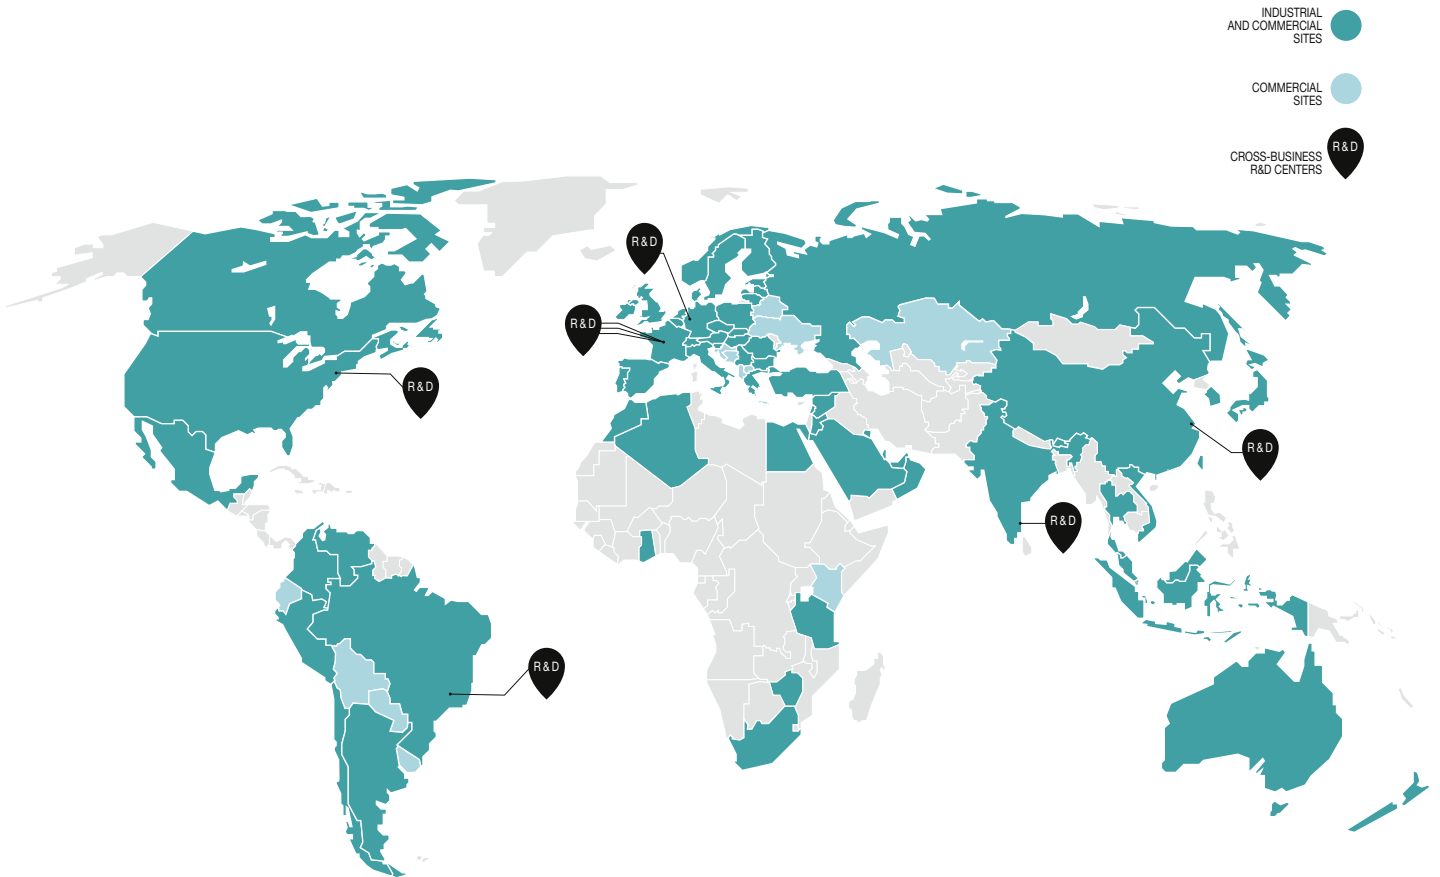 INDUSTRIAL
AND COMMERCIAL
SITES
COMMERCIAL
SITES
R & D
CROSS-BUSINESS
R&D CENTERS
R & D
R & D
R & D
R & D
R & D
R & D